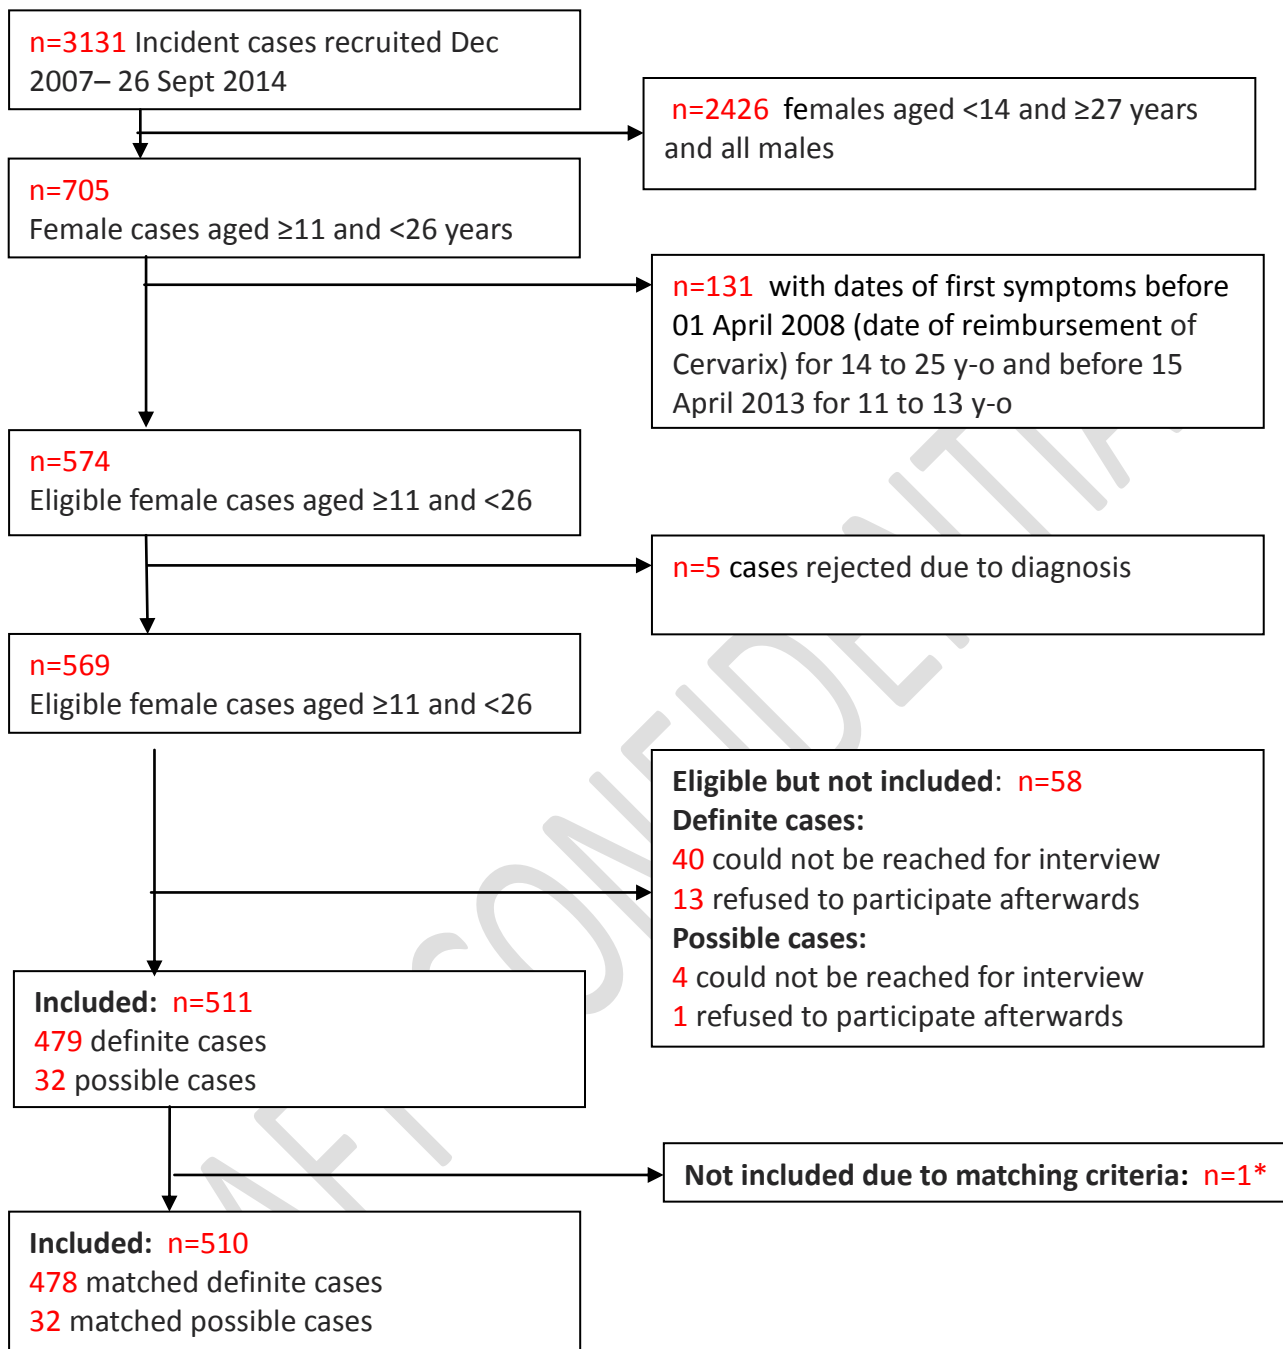 n=3131 Incident cases recruited Dec
2007– 26 Sept 2014
n=2426 females aged <14 and ≥27 years
and all males
n=705
Female cases aged ≥11 and <26 years
n=131 with dates of first symptoms before
01 April 2008 (date of reimbursement of
Cervarix) for 14 to 25 y-o and before 15
April 2013 for 11 to 13 y-o
n=574
Eligible female cases aged ≥11 and <26
n=5 cases rejected due to diagnosis
n=569
Eligible female cases aged ≥11 and <26
Eligible but not included: n=58
Definite cases:
40 could not be reached for interview
13 refused to participate afterwards
Possible cases:
4 could not be reached for interview
1 refused to participate afterwards
Included: n=511
479 definite cases
32 possible cases
Not included due to matching criteria: n=1*
Included: n=510
478 matched definite cases
32 matched possible cases